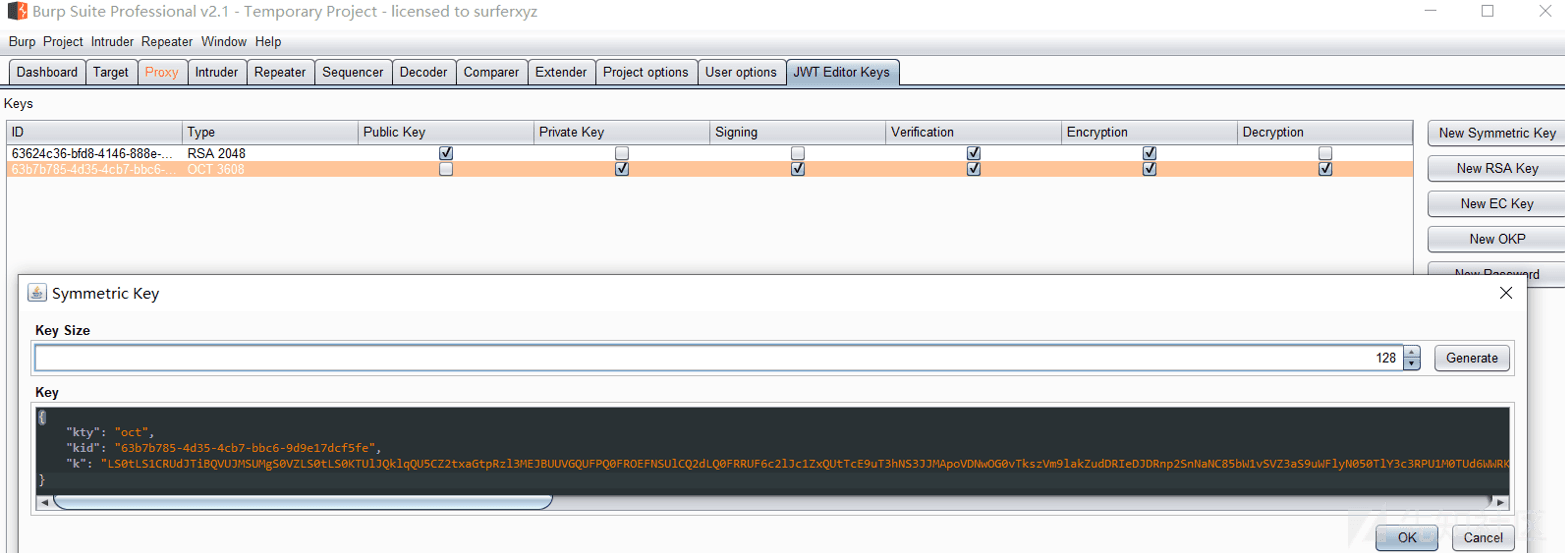 Burp Suite Professional v2.1 - Temporary Project - licensed to surferxyz
Burp Project Intruder Repeater Window Help
Dashboard Target Proxy Intruder Repeater Sequencer Decoder Comparer Extender Project options User options JWT Editor Keys
Keys
ID Type Public Key Private Key Signing Verification Encryption Decryption
63624c36-bfd8-4146-888e-... RSA 2048
63b7b785-4d35-4cb7-bbc6-... OCT 3608
New Symmetric Key
New RSA Key
New EC Key
New OKP
New Password
Symmetric Key
Key Size
128 Generate
Key
{
"kty": "oct",
"kid": "63b7b785-4d35-4cb7-bbc6-9d9e17dcf5fe",
"k":
}
OK Cancel